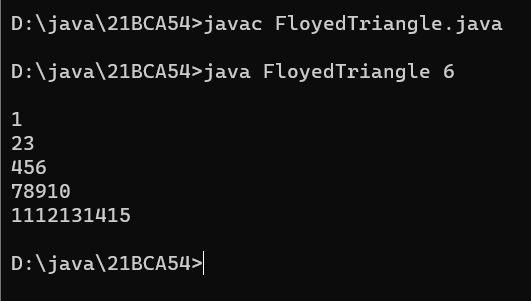 D:\java\21BCA54>javac FloyedTriangle.java
D:\java\21BCA54>java FloyedTriangle 6
1
23
456
78910
1112131415
D:\java\21BCA54>